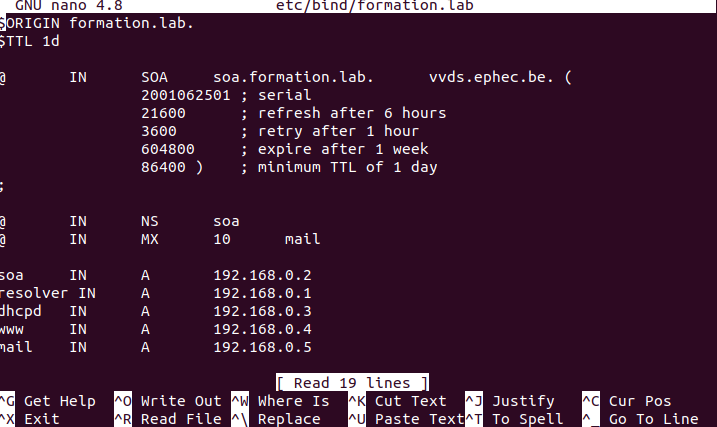 GNU nano 4.8 etc/bind/formation.lab
$ORIGIN formation.lab.
$TTL 1d
@ IN SOA soa.formation.lab. vvds.ephec.be. (
2001062501 ; serial
21600 ; refresh after 6 hours
3600 ; retry after 1 hour
604800 ; expire after 1 week
86400 ) ; minimum TTL of 1 day
;
@ IN NS soa
@ IN MX 10 mail
soa IN A 192.168.0.2
resolver IN A 192.168.0.1
dhcpd IN A 192.168.0.3
www IN A 192.168.0.4
mail IN A 192.168.0.5
[ Read 19 lines ]
^G Get Help ^O Write Out ^W Where Is ^K Cut Text ^J Justify ^C Cur Pos
^X Exit ^R Read File ^\ Replace ^U Paste Text ^T To Spell ^_ Go To Line